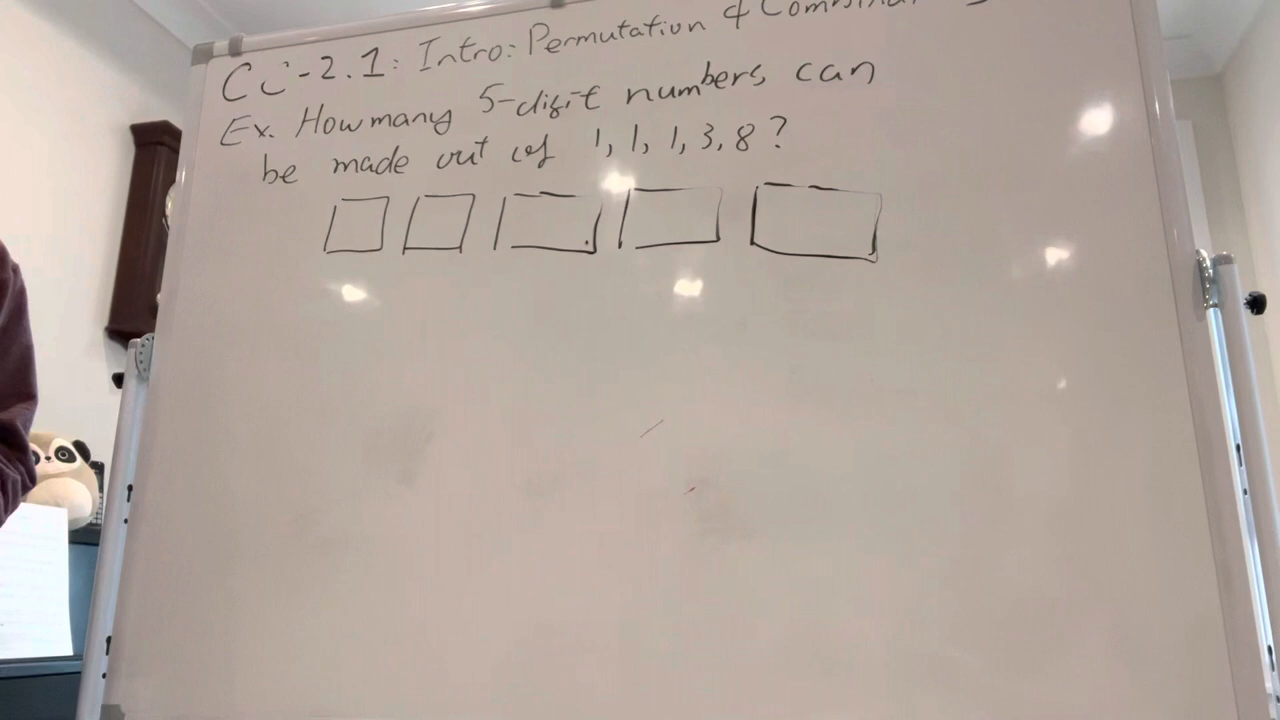 CC-2.1: Intro: Permutation &
Ex. How many 5-digit numbers can
be made out of 1, 1, 1, 3, 8?